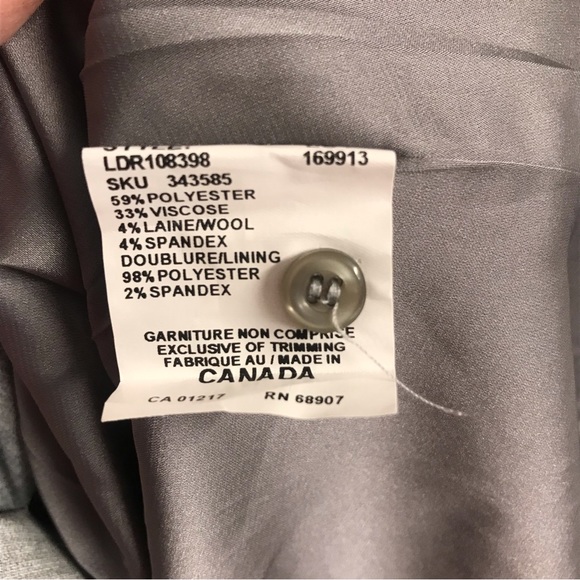 LDR108398 169913
SKU 343585
59% POLYESTER
33% VISCOSE
4% LAINE/WOOL
4% SPANDEX
DOUBLURE/LINING
98% POLYESTER
2% SPANDEX
GARNITURE NON COMPRISE
EXCLUSIVE OF TRIMMING
FABRIQUE AU / MADE IN
CANADA
CA 01217 RN 68907